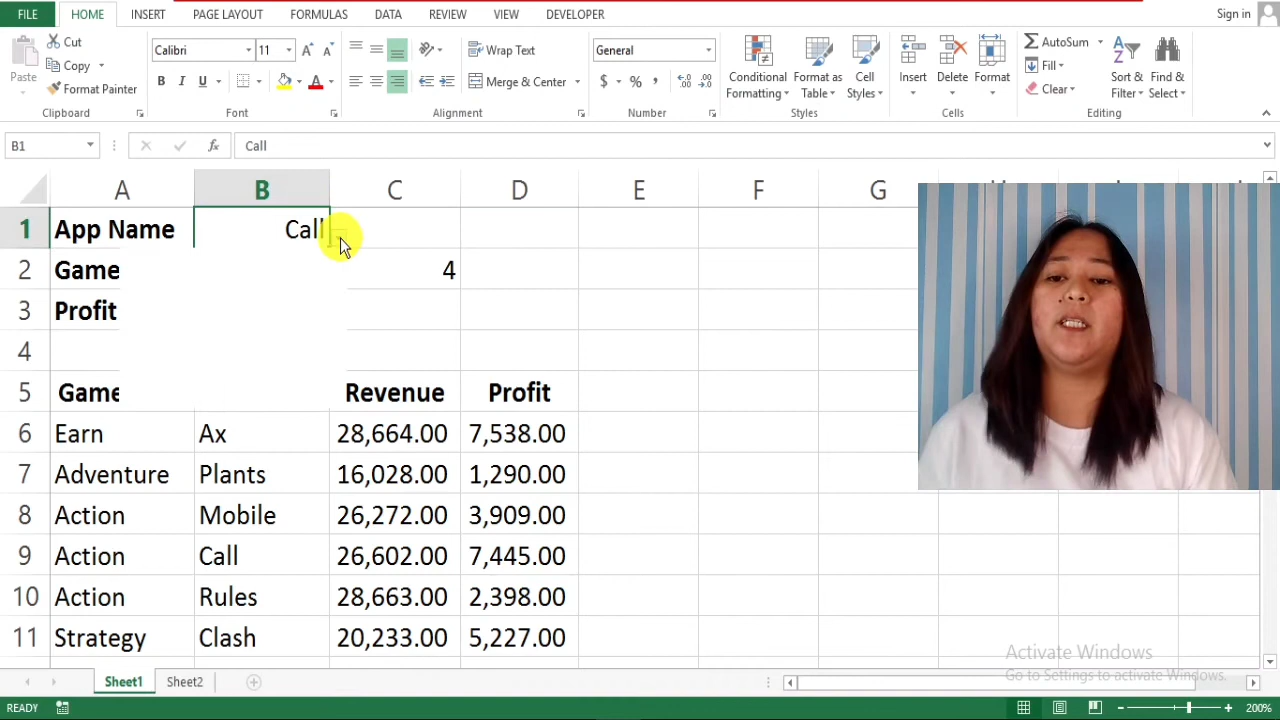 FILE HOME INSERT PAGE LAYOUT FORMULAS DATA REVIEW VIEW DEVELOPER Sign in
Paste Cut Copy Format Painter Clipboard
Calibri 11 B I U A Font
Wrap Text Merge & Center Alignment
General $ % , Number
Conditional Formatting Format as Table Cell Styles Styles
Insert Delete Format Cells
AutoSum Fill Clear Sort & Filter Find & Select Editing
B1 fx Call
A B C D E F G
1 App Name Call
2 Game 4
3 Profit
4
5 Game Revenue Profit
6 Earn Ax 28,664.00 7,538.00
7 Adventure Plants 16,028.00 1,290.00
8 Action Mobile 26,272.00 3,909.00
9 Action Call 26,602.00 7,445.00
10 Action Rules 28,663.00 2,398.00
11 Strategy Clash 20,233.00 5,227.00
Activate Windows
Go to Settings to activate Windows.
Sheet1 Sheet2
READY 200%